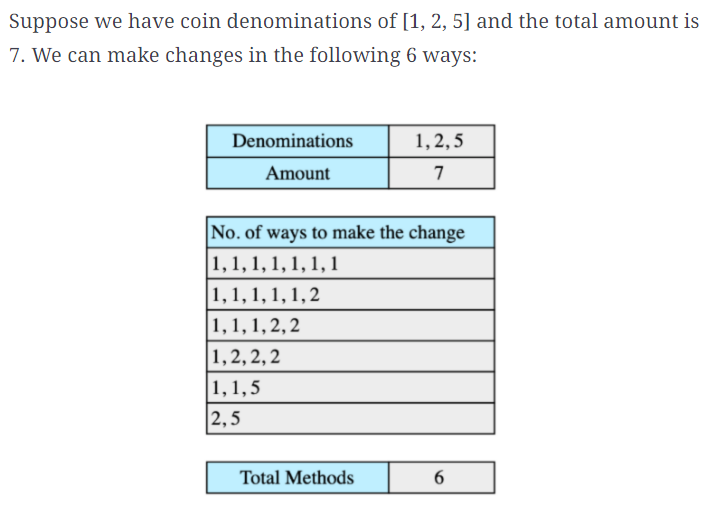 Suppose we have coin denominations of [1, 2, 5] and the total amount is
7. We can make changes in the following 6 ways:
Denominations 1, 2, 5
Amount 7
No. of ways to make the change
1, 1, 1, 1, 1, 1, 1
1, 1, 1, 1, 1, 2
1, 1, 1, 2, 2
1, 2, 2, 2
1, 1, 5
2, 5
Total Methods 6